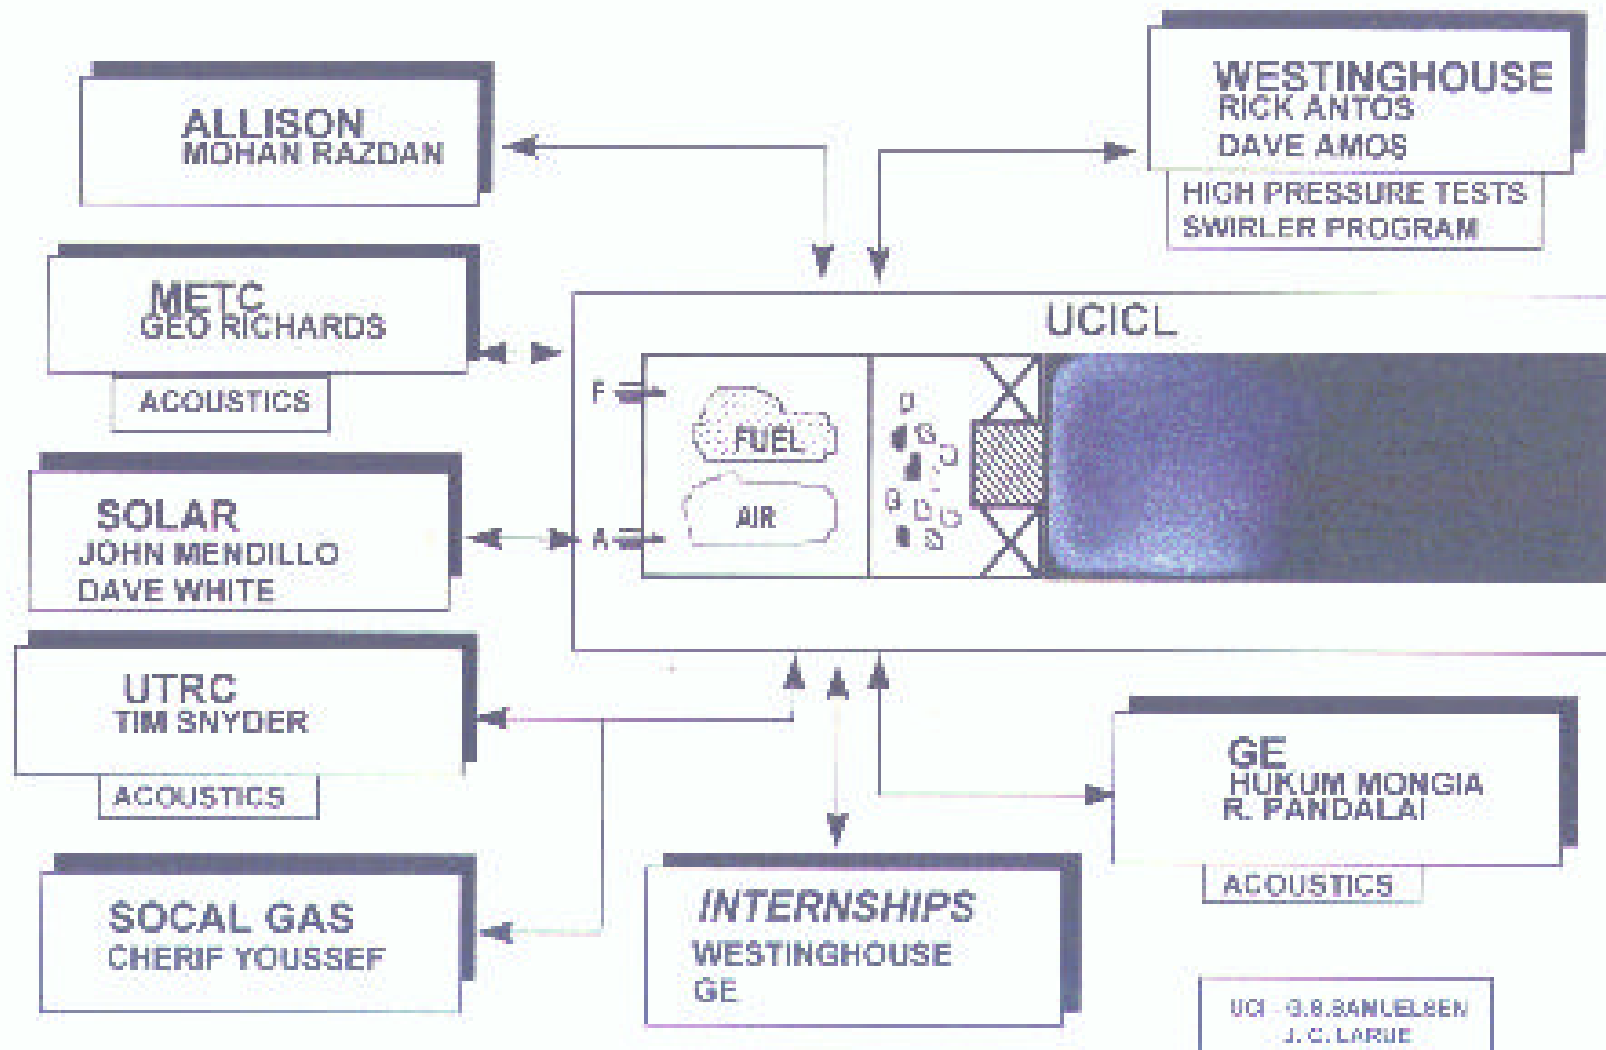 ALLISON
MOHAN RAZDAN
WESTINGHOUSE
RICK ANTOS
DAVE AMOS
HIGH PRESSURE TESTS
SWIRLER PROGRAM
METC
GEO RICHARDS
ACOUSTICS
UCICL
F
FUEL
AIR
A
SOLAR
JOHN MENDILLO
DAVE WHITE
UTRC
TIM SNYDER
ACOUSTICS
GE
HUKUM MONGIA
R. PANDALAI
ACOUSTICS
SOCAL GAS
CHERIF YOUSSEF
INTERNSHIPS
WESTINGHOUSE
GE
UCI - G.S.SAMUELSEN
J. C. LARUE